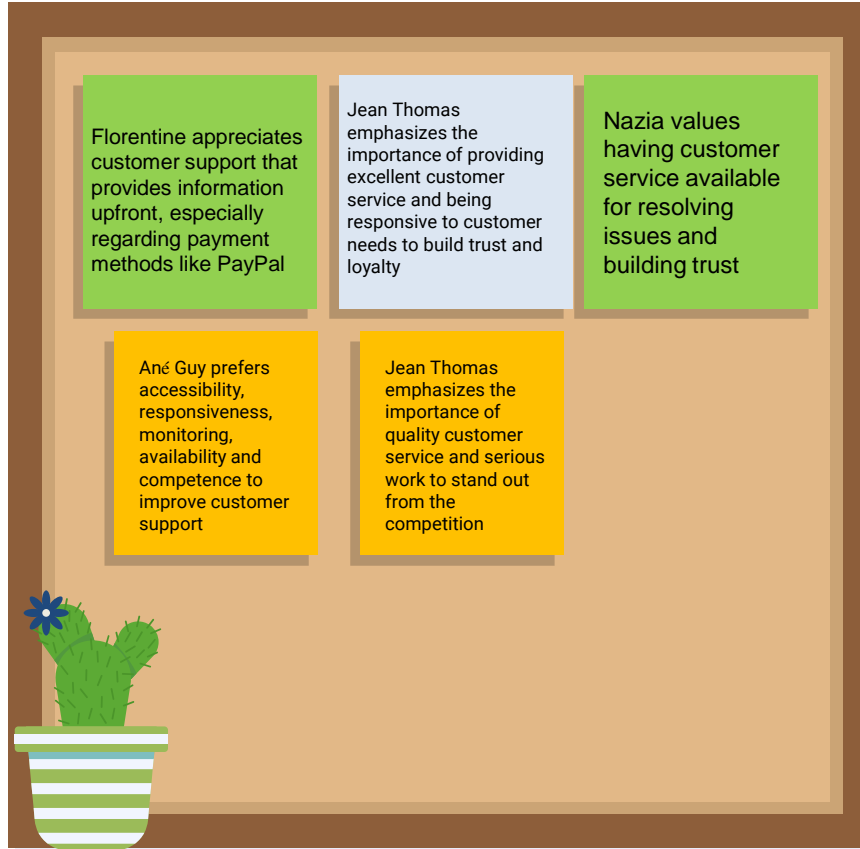 Florentine appreciates
customer support that
provides information
upfront, especially
regarding payment
methods like PayPal
Jean Thomas
emphasizes the
importance of providing
excellent customer
service and being
responsive to customer
needs to build trust and
loyalty
Nazia values
having customer
service available
for resolving
issues and
building trust
Ané Guy prefers
accessibility,
responsiveness,
monitoring,
availability and
competence to
improve customer
support
Jean Thomas
emphasizes the
importance of
quality customer
service and serious
work to stand out
from the
competition